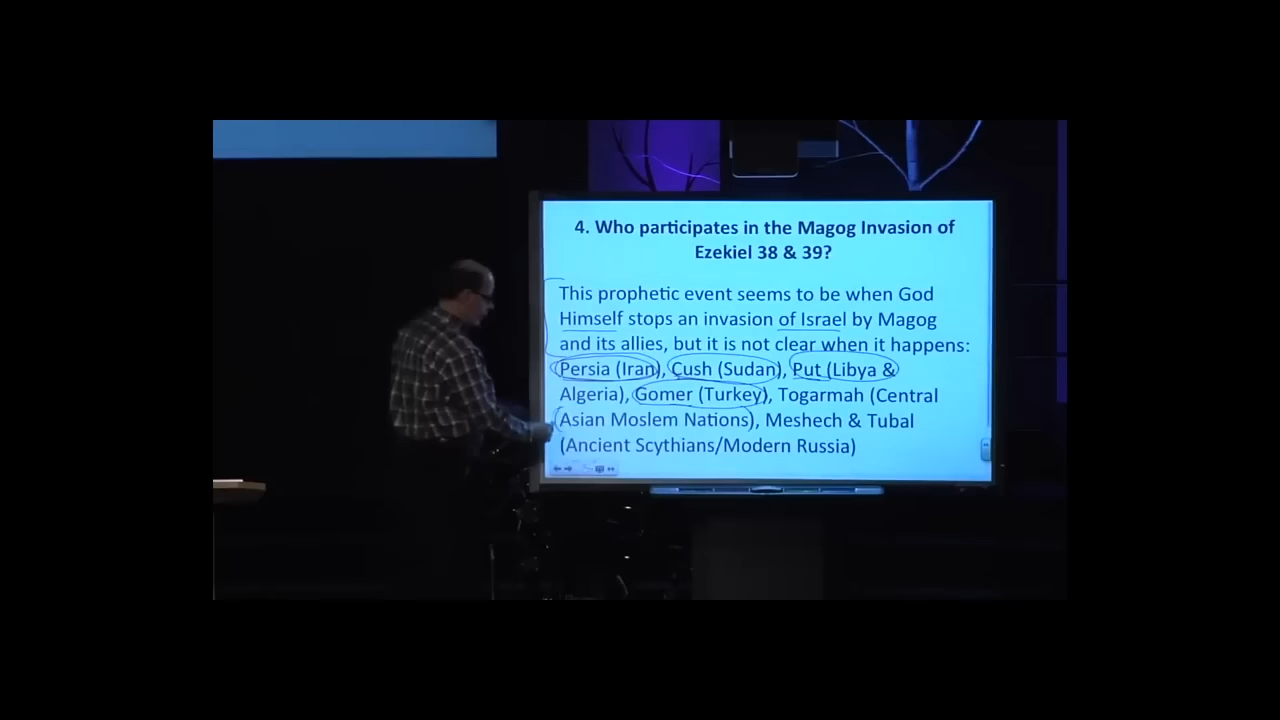 4. Who participates in the Magog Invasion of
Ezekiel 38 & 39?
This prophetic event seems to be when God
Himself stops an invasion of Israel by Magog
and its allies, but it is not clear when it happens:
Persia (Iran), Cush (Sudan), Put (Libya &
Algeria), Gomer (Turkey), Togarmah (Central
Asian Moslem Nations), Meshech & Tubal
(Ancient Scythians/Modern Russia)